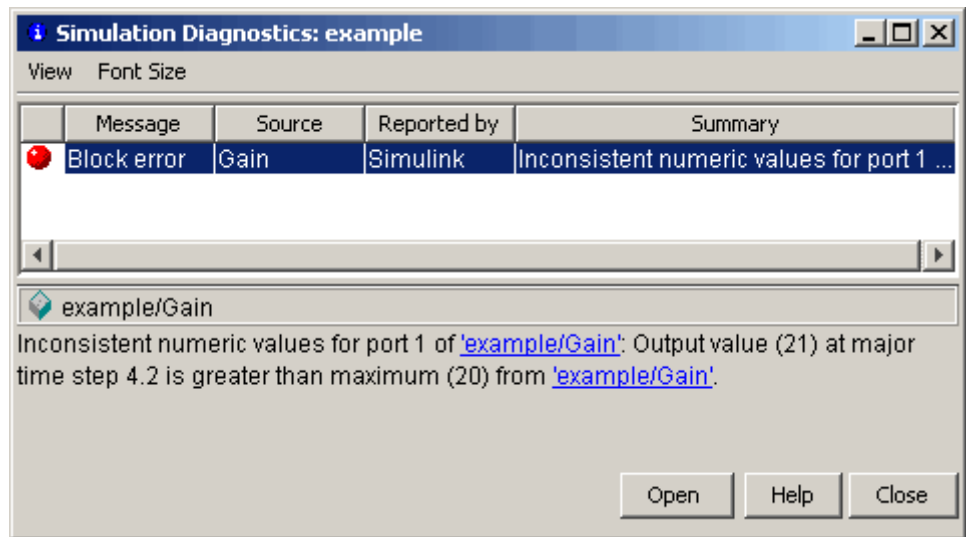 Simulation Diagnostics: example
View Font Size
Message Source Reported by Summary
Block error Gain Simulink Inconsistent numeric values for port 1 ...
example/Gain
Inconsistent numeric values for port 1 of 'example/Gain': Output value (21) at major
time step 4.2 is greater than maximum (20) from 'example/Gain'.
Open Help Close